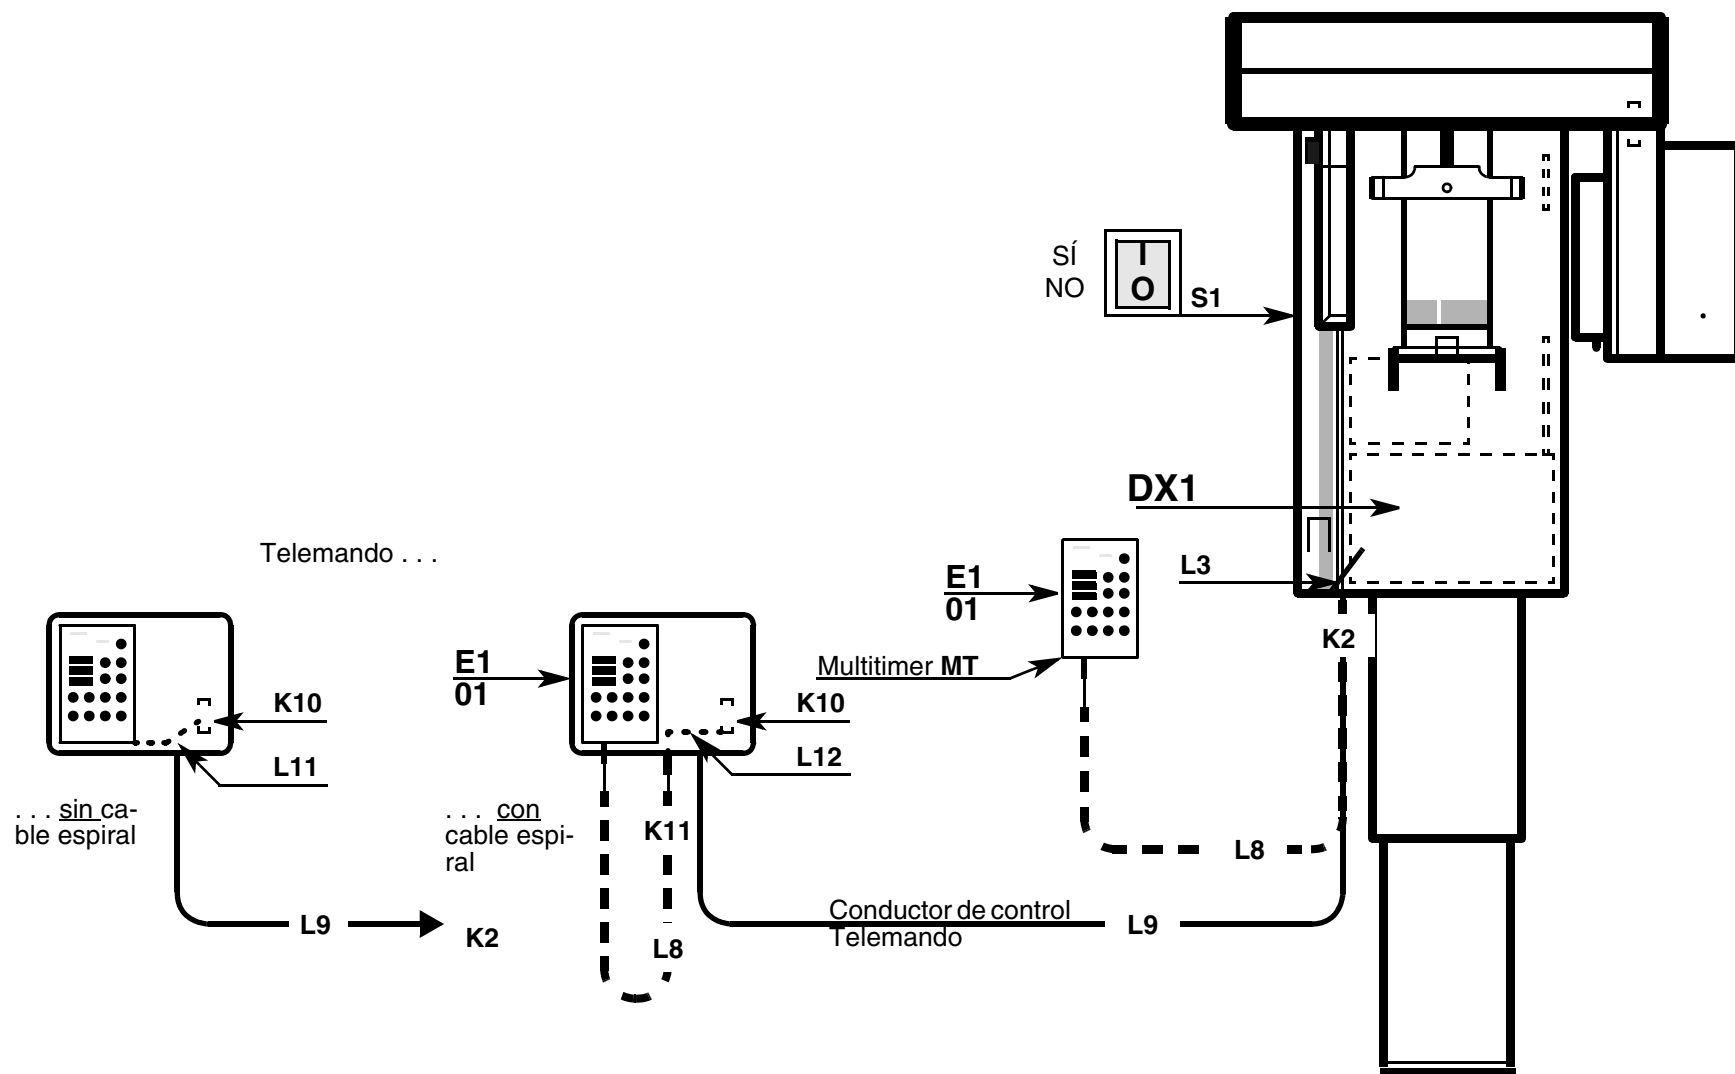 SÍ
NO
I
O
S1
DX1
Telemando . . .
E1
01
L3
K2
Multitimer MT
E1
01
K10
L11
K10
L12
. . . sin ca-
ble espiral
. . . con
cable espi-
ral
K11
L8
L9
K2
L8
Conductor de control
Telemando
L9